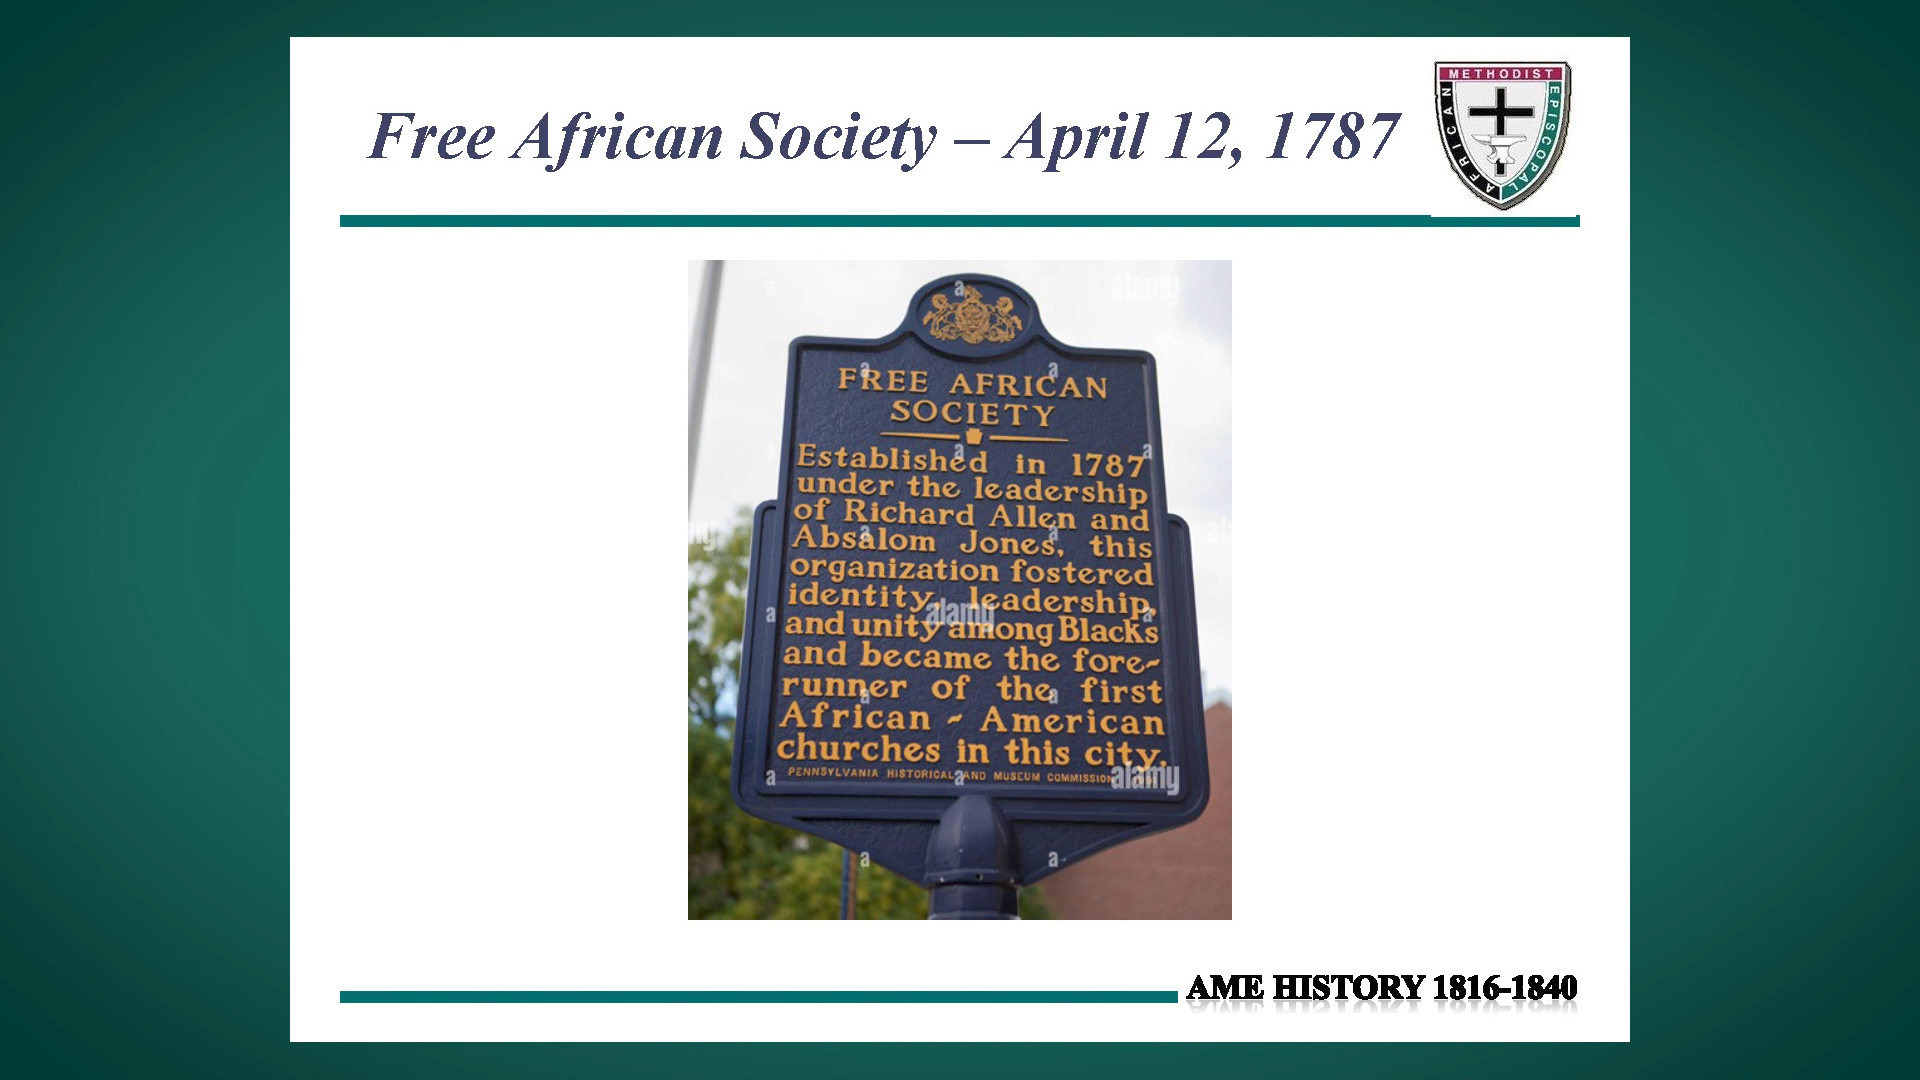 Free African Society – April 12, 1787
METHODIST
AFRICAN
EPISCOPAL
FREE AFRICAN
SOCIETY
Established in 1787
under the leadership
of Richard Allen and
Absalom Jones, this
organization fostered
identity, leadership,
and unity among Blacks
and became the fore-
runner of the first
African - American
churches in this city.
PENNSYLVANIA HISTORICAL AND MUSEUM COMMISSION
alamy
alamy
alamy
AME HISTORY 1816-1840